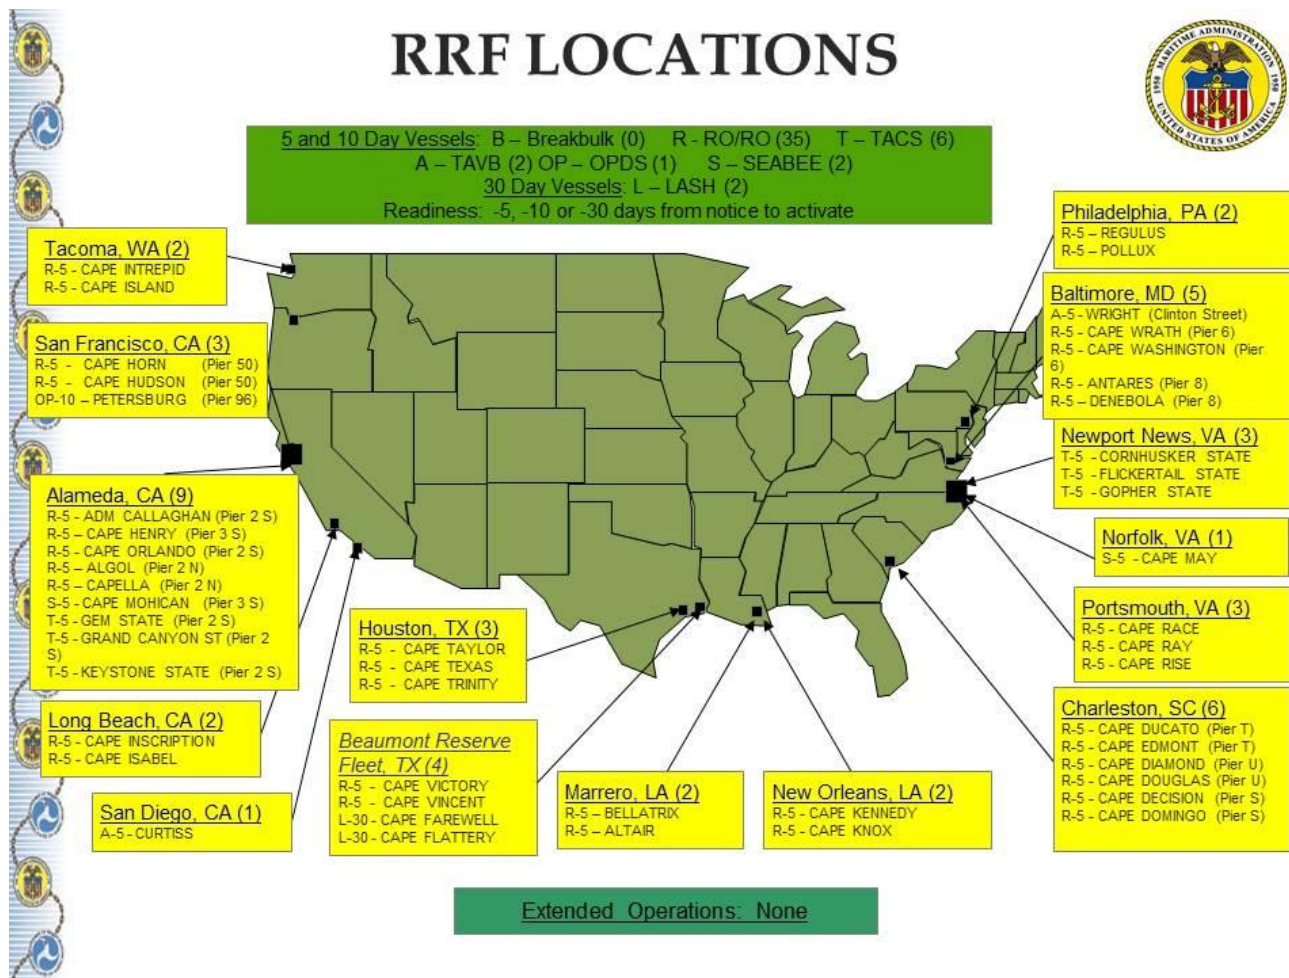 RRF LOCATIONS
MARITIME ADMINISTRATION
1950 1950
UNITED STATES OF AMERICA
5 and 10 Day Vessels: B – Breakbulk (0) R - RO/RO (35) T – TACS (6)
A – TAVB (2) OP – OPDS (1) S – SEABEE (2)
30 Day Vessels: L – LASH (2)
Readiness: -5, -10 or -30 days from notice to activate
Tacoma, WA (2)
R-5 - CAPE INTREPID
R-5 - CAPE ISLAND
San Francisco, CA (3)
R-5 - CAPE HORN (Pier 50)
R-5 - CAPE HUDSON (Pier 50)
OP-10 – PETERSBURG (Pier 96)
Alameda, CA (9)
R-5 - ADM CALLAGHAN (Pier 2 S)
R-5 – CAPE HENRY (Pier 3 S)
R-5 - CAPE ORLANDO (Pier 2 S)
R-5 – ALGOL (Pier 2 N)
R-5 – CAPELLA (Pier 2 N)
S-5 - CAPE MOHICAN (Pier 3 S)
T-5 - GEM STATE (Pier 2 S)
T-5 - GRAND CANYON ST (Pier 2
S)
T-5 - KEYSTONE STATE (Pier 2 S)
Long Beach, CA (2)
R-5 - CAPE INSCRIPTION
R-5 - CAPE ISABEL
San Diego, CA (1)
A-5 - CURTISS
Houston, TX (3)
R-5 - CAPE TAYLOR
R-5 - CAPE TEXAS
R-5 - CAPE TRINITY
Beaumont Reserve
Fleet, TX (4)
R-5 - CAPE VICTORY
R-5 - CAPE VINCENT
L-30 - CAPE FAREWELL
L-30 - CAPE FLATTERY
Marrero, LA (2)
R-5 – BELLATRIX
R-5 – ALTAIR
New Orleans, LA (2)
R-5 - CAPE KENNEDY
R-5 - CAPE KNOX
Philadelphia, PA (2)
R-5 – REGULUS
R-5 – POLLUX
Baltimore, MD (5)
A-5 - WRIGHT (Clinton Street)
R-5 - CAPE WRATH (Pier 6)
R-5 - CAPE WASHINGTON (Pier
6)
R-5 - ANTARES (Pier 8)
R-5 - DENEBOLA (Pier 8)
Newport News, VA (3)
T-5 - CORNHUSKER STATE
T-5 - FLICKERTAIL STATE
T-5 - GOPHER STATE
Norfolk, VA (1)
S-5 - CAPE MAY
Portsmouth, VA (3)
R-5 - CAPE RACE
R-5 - CAPE RAY
R-5 - CAPE RISE
Charleston, SC (6)
R-5 - CAPE DUCATO (Pier T)
R-5 - CAPE EDMONT (Pier T)
R-5 - CAPE DIAMOND (Pier U)
R-5 - CAPE DOUGLAS (Pier U)
R-5 - CAPE DECISION (Pier S)
R-5 - CAPE DOMINGO (Pier S)
Extended Operations: None